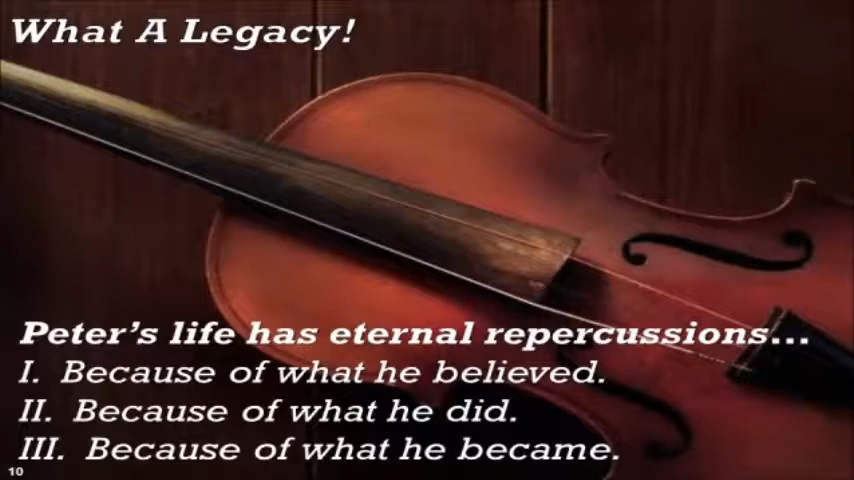 What A Legacy!
Peter's life has eternal repercussions...
I. Because of what he believed.
II. Because of what he did.
III. Because of what he became.
10